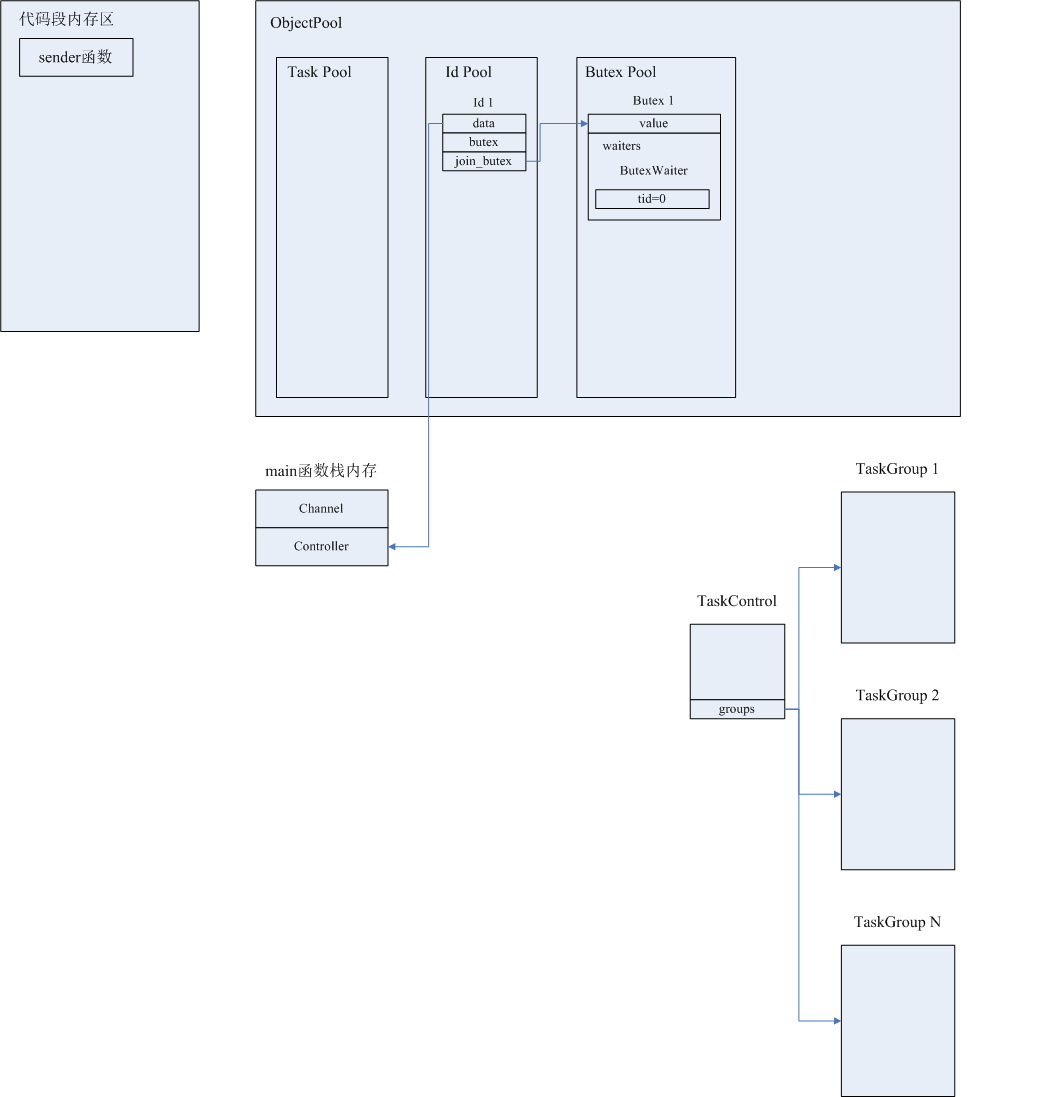 代码段内存区
sender函数
ObjectPool
Task Pool
Id Pool
Id 1
data
butex
join_butex
Butex Pool
Butex 1
value
waiters
ButexWaiter
tid=0
main函数栈内存
Channel
Controller
TaskControl
groups
TaskGroup 1
TaskGroup 2
TaskGroup N